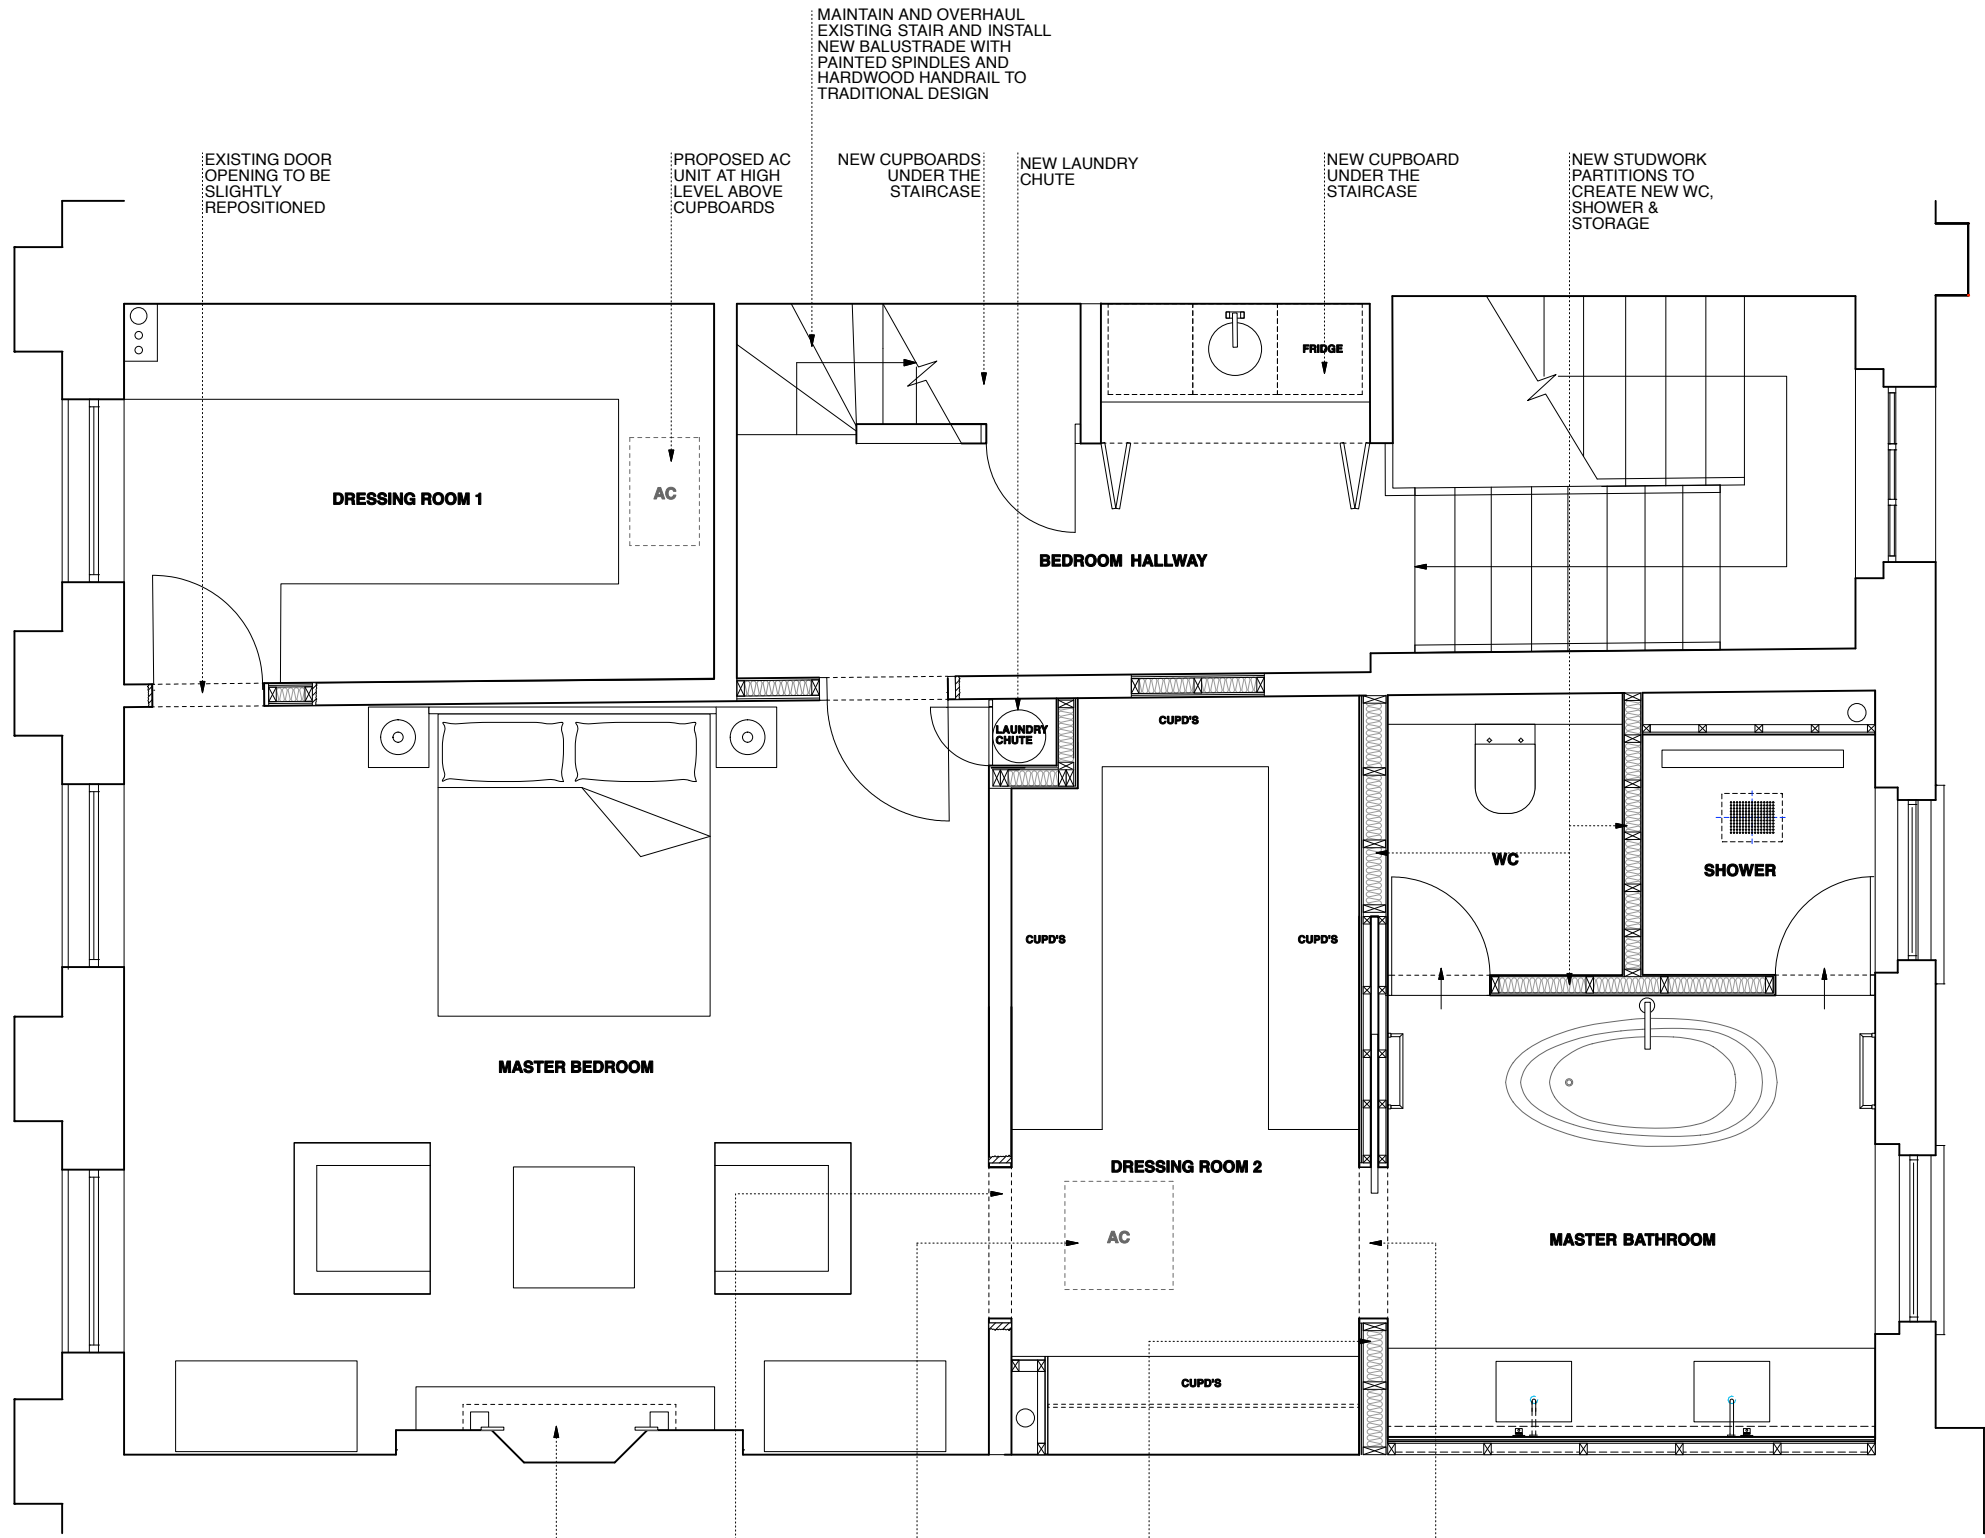 MAINTAIN AND OVERHAUL
EXISTING STAIR AND INSTALL
NEW BALUSTRADE WITH
PAINTED SPINDLES AND
HARDWOOD HANDRAIL TO
TRADITIONAL DESIGN
EXISTING DOOR
OPENING TO BE
SLIGHTLY
REPOSITIONED
PROPOSED AC
UNIT AT HIGH
LEVEL ABOVE
CUPBOARDS
NEW CUPBOARDS
UNDER THE
STAIRCASE
NEW LAUNDRY
CHUTE
NEW CUPBOARD
UNDER THE
STAIRCASE
NEW STUDWORK
PARTITIONS TO
CREATE NEW WC,
SHOWER &
STORAGE
FRIDGE
DRESSING ROOM 1
AC
BEDROOM HALLWAY
LAUNDRY
CHUTE
CUPD'S
WC
SHOWER
CUPD'S
CUPD'S
MASTER BEDROOM
DRESSING ROOM 2
AC
MASTER BATHROOM
CUPD'S